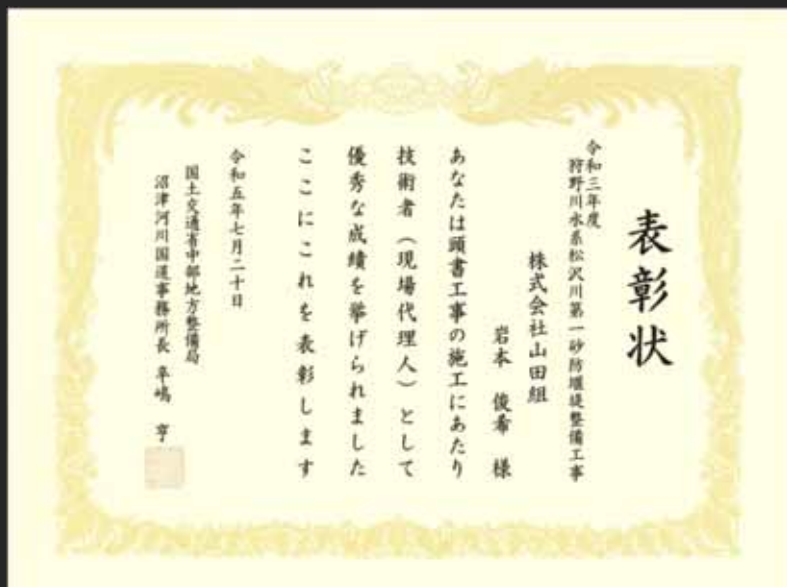 表彰状
令和三年度
狩野川水系松沢川第一砂防堰堤整備工事
株式会社山田組
岩本 俊希 様
あなたは頭書工事の施工にあたり
技術者(現場代理人)として
優秀な成績を挙げられました
ここにこれを表彰します
令和五年七月二十日
国土交通省中部地方整備局
沼津河川国道事務所長 辛嶋 亨